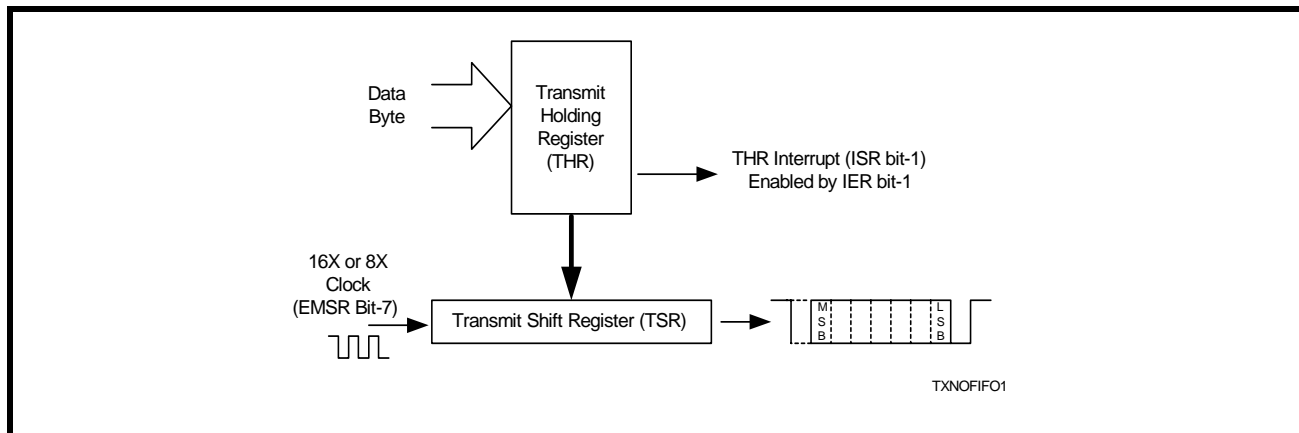 Data
Byte
Transmit
Holding
Register
(THR)
THR Interrupt (ISR bit-1)
Enabled by IER bit-1
16X or 8X
Clock
(EMSR Bit-7)
Transmit Shift Register (TSR)
M
S
B
L
S
B
TXNOFIFO1